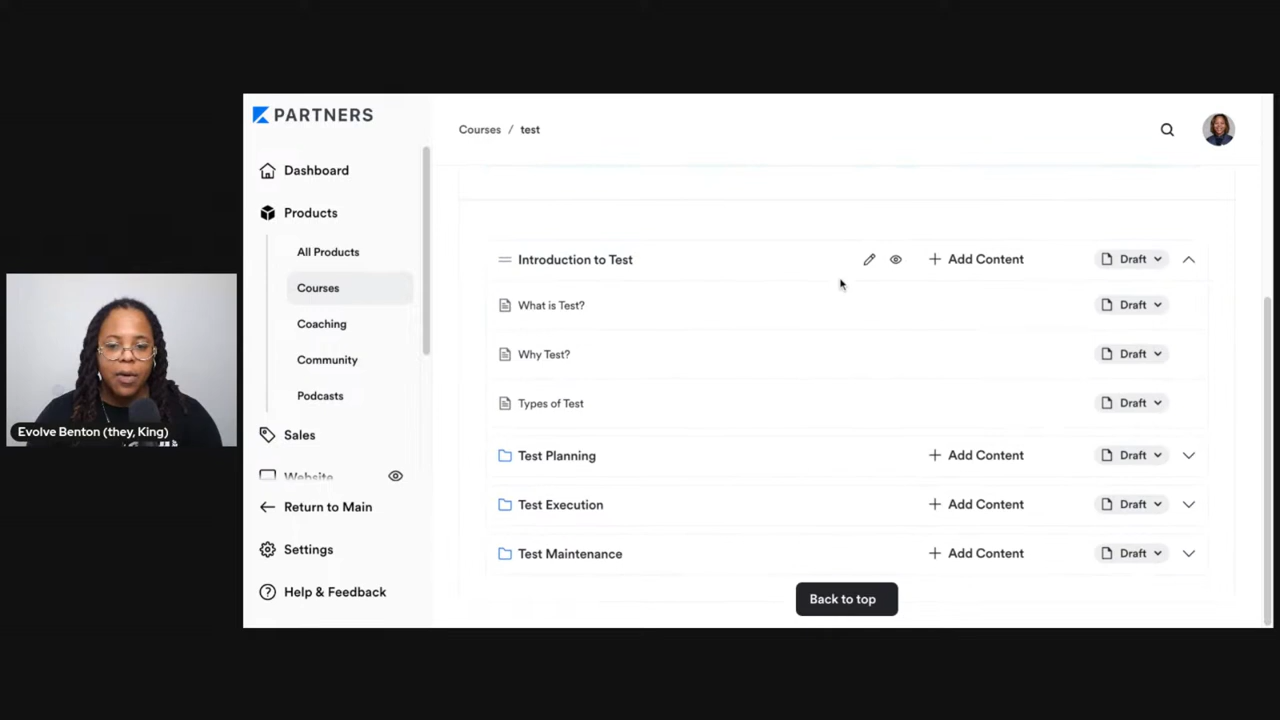 PARTNERS
Courses / test
Dashboard
Products
All Products
Courses
Coaching
Community
Podcasts
Sales
Website
Return to Main
Settings
Help & Feedback
Introduction to Test
+ Add Content
Draft
What is Test?
Draft
Why Test?
Draft
Types of Test
Draft
Test Planning
+ Add Content
Draft
Test Execution
+ Add Content
Draft
Test Maintenance
+ Add Content
Draft
Back to top
Evolve Benton (they, King)